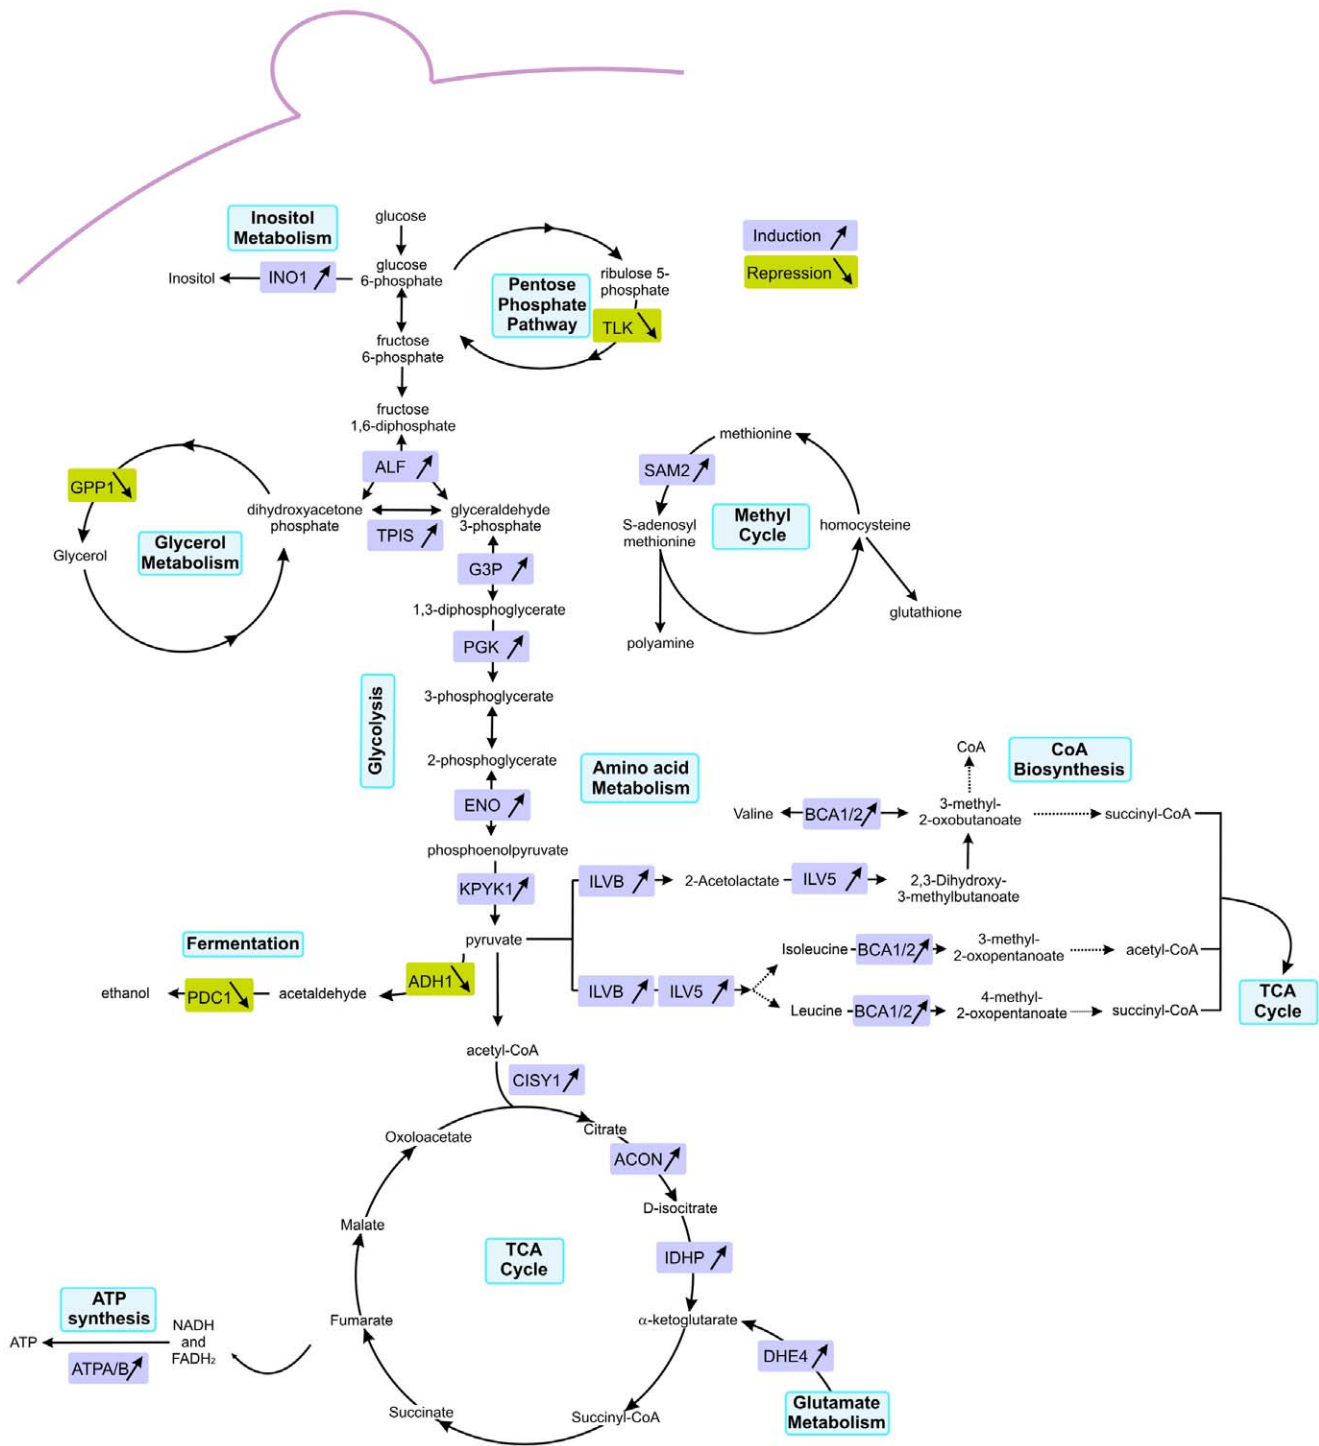 Inositol
Metabolism
glucose
Induction
Repression
Inositol
INO1
glucose
6-phosphate
ribulose 5-
phosphate
Pentose
Phosphate
Pathway
TLK
fructose
6-phosphate
fructose
1,6-diphosphate
methionine
ALF
SAM2
GPP1
dihydroxyacetone
phosphate
glyceraldehyde
3-phosphate
TPIS
S-adenosyl
methionine
Methyl
Cycle
homocysteine
Glycerol
Glycerol
Metabolism
G3P
1,3-diphosphoglycerate
glutathione
polyamine
PGK
3-phosphoglycerate
Glycolysis
2-phosphoglycerate
Amino acid
Metabolism
CoA
CoA
Biosynthesis
ENO
Valine
BCA1/2
3-methyl-
2-oxobutanoate
succinyl-CoA
phosphoenolpyruvate
KPYK1
ILVB
2-Acetolactate
ILV5
2,3-Dihydroxy-
3-methylbutanoate
Fermentation
pyruvate
Isoleucine
BCA1/2
3-methyl-
2-oxopentanoate
acetyl-CoA
ethanol
PDC1
acetaldehyde
ADH1
ILVB
ILV5
Leucine
BCA1/2
4-methyl-
2-oxopentanoate
succinyl-CoA
TCA
Cycle
acetyl-CoA
CISY1
Oxoloacetate
Citrate
ACON
D-isocitrate
Malate
TCA
Cycle
IDHP
ATP
synthesis
Fumarate
α-ketoglutarate
ATP
NADH
and
FADH₂
ATPA/B
DHE4
Succinate
Succinyl-CoA
Glutamate
Metabolism